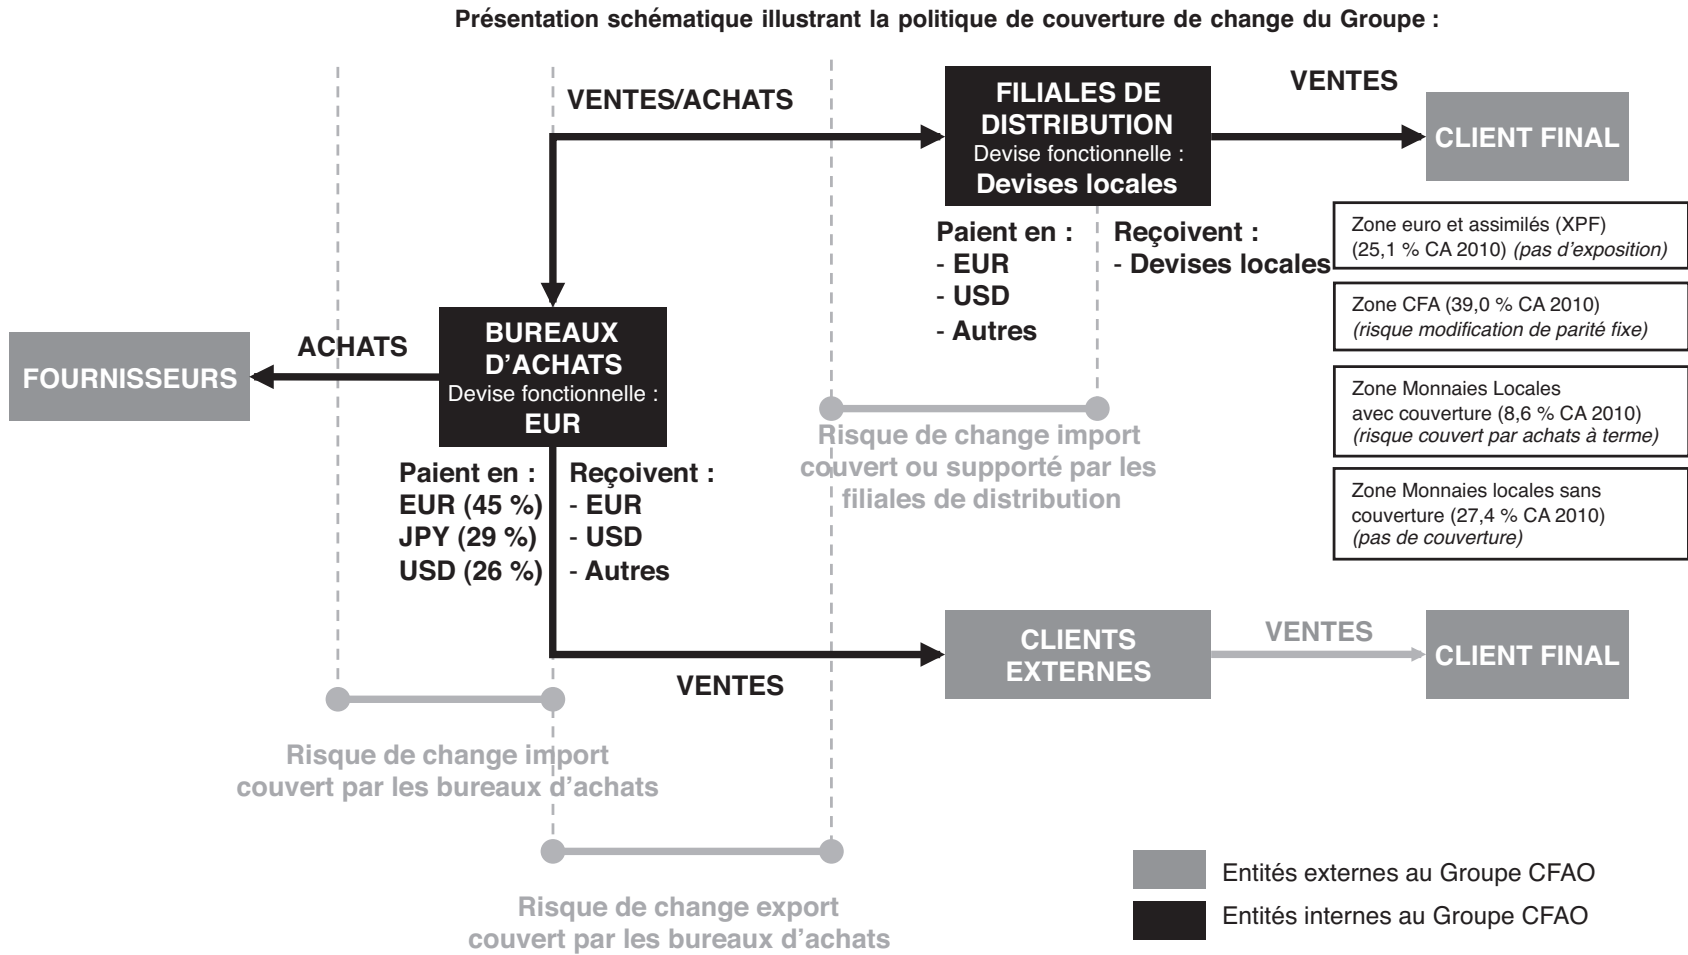 Présentation schématique illustrant la politique de couverture de change du Groupe :
VENTES/ACHATS
FILIALES DE
DISTRIBUTION
Devise fonctionnelle :
Devises locales
VENTES
CLIENT FINAL
Paient en :
- EUR
- USD
- Autres
Reçoivent :
- Devises locales
Zone euro et assimilés (XPF)
(25,1 % CA 2010) (pas d'exposition)
Zone CFA (39,0 % CA 2010)
(risque modification de parité fixe)
Zone Monnaies Locales
avec couverture (8,6 % CA 2010)
(risque couvert par achats à terme)
Zone Monnaies locales sans
couverture (27,4 % CA 2010)
(pas de couverture)
FOURNISSEURS
ACHATS
BUREAUX
D'ACHATS
Devise fonctionnelle :
EUR
Paient en :
EUR (45 %)
JPY (29 %)
USD (26 %)
Reçoivent :
- EUR
- USD
- Autres
Risque de change import
couvert ou supporté par les
filiales de distribution
VENTES
CLIENTS
EXTERNES
VENTES
CLIENT FINAL
Risque de change import
couvert par les bureaux d'achats
Risque de change export
couvert par les bureaux d'achats
Entités externes au Groupe CFAO
Entités internes au Groupe CFAO